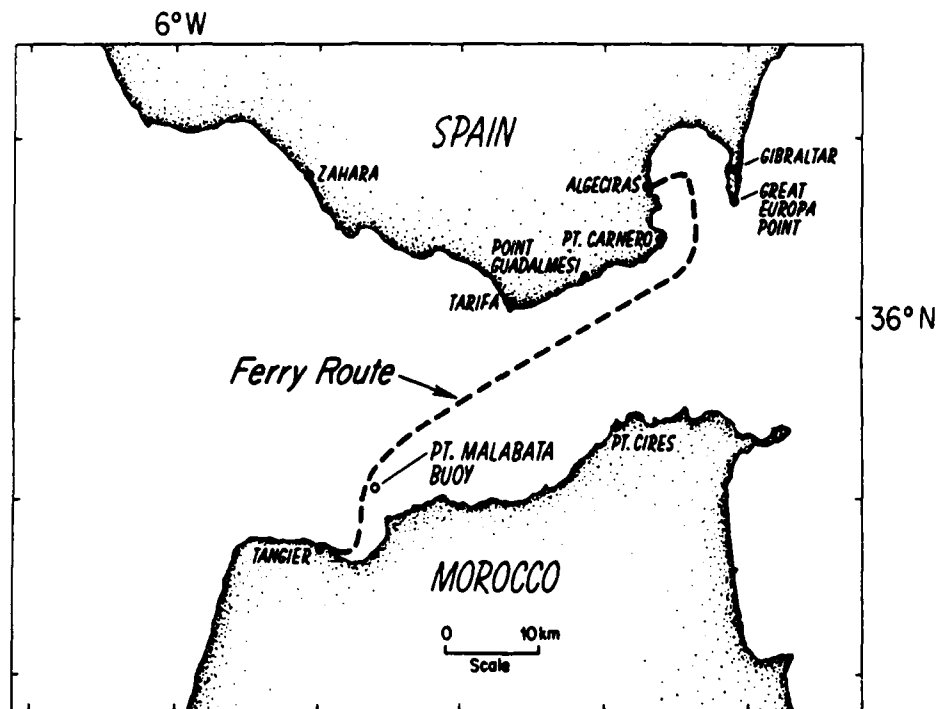 6°W
SPAIN
ZAHARA
GIBRALTAR
ALGECIRAS
GREAT
EUROPA
POINT
PT. CARNERO
POINT
GUADALMESI
TARIFA
36°N
Ferry Route
PT. MALABATA
BUOY
PT. CIRES
TANGIER
MOROCCO
0 10km
Scale